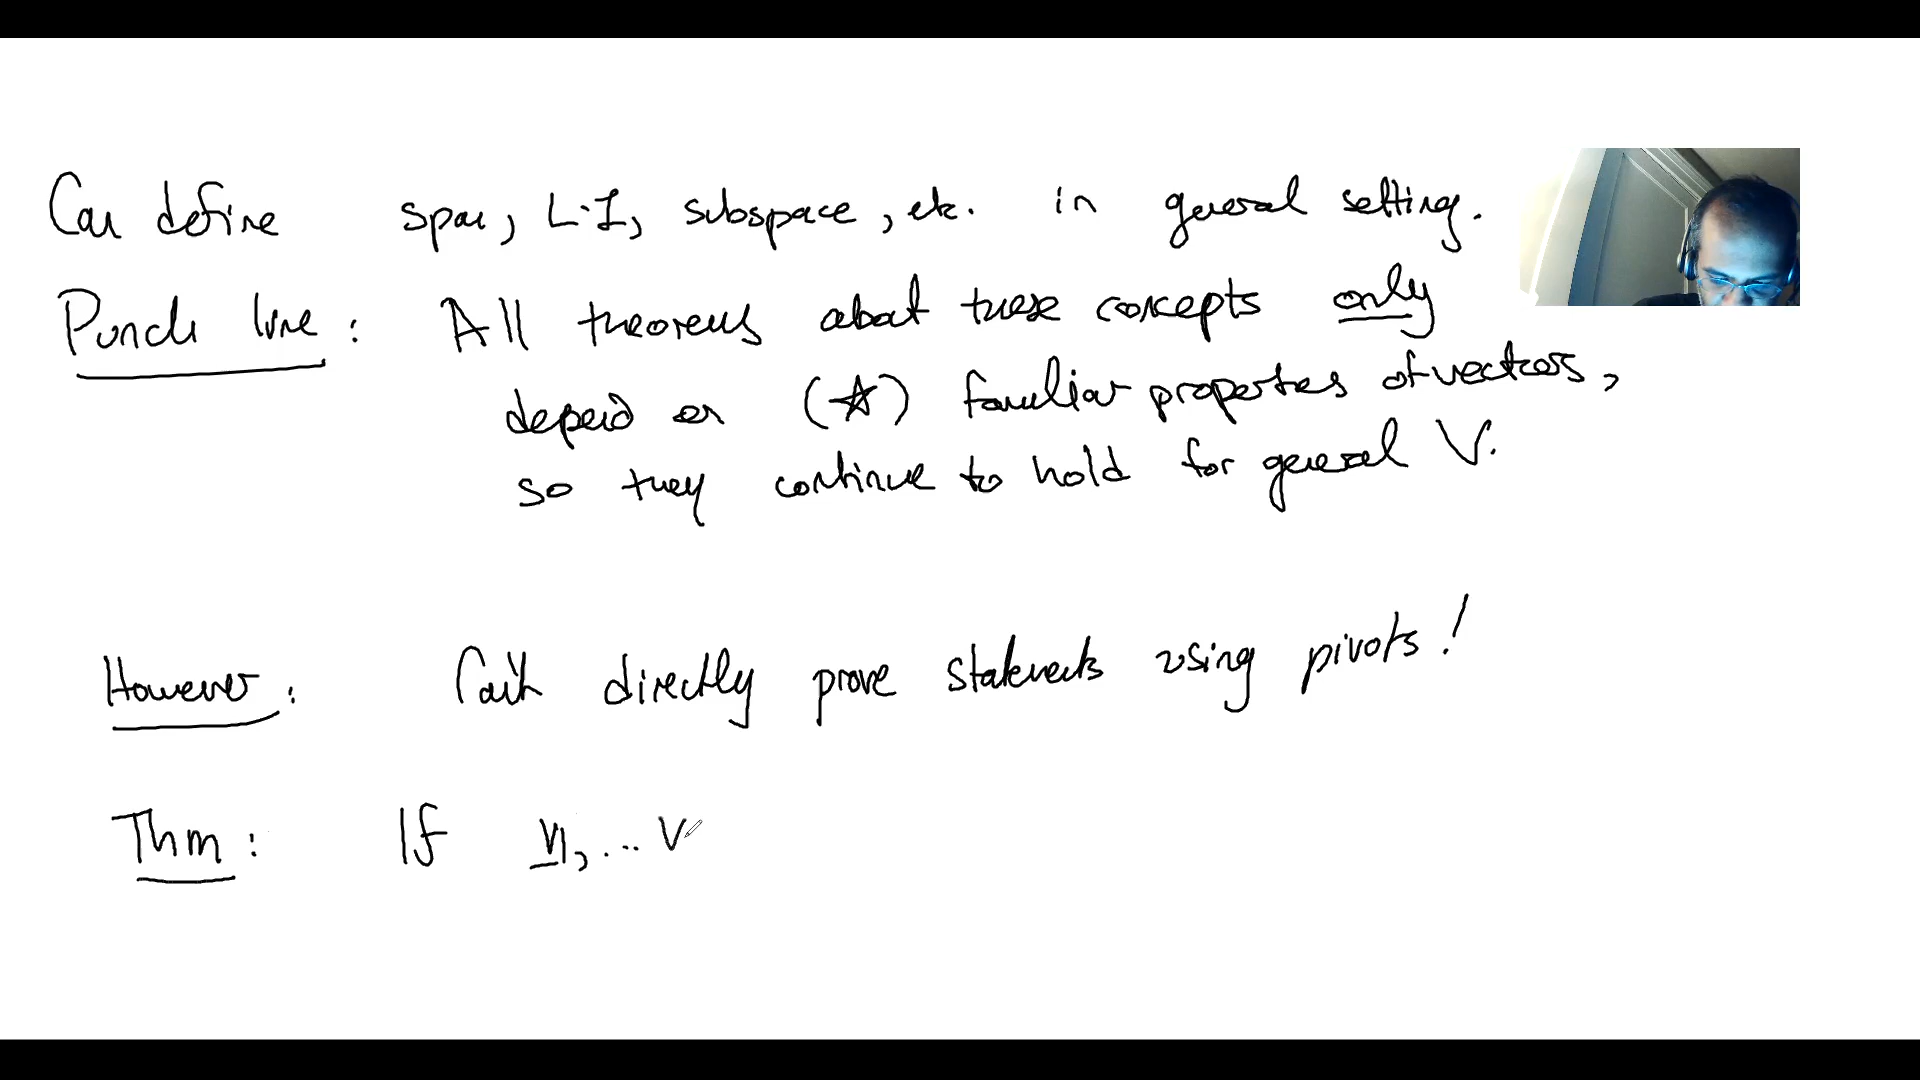 Can define span, L.I, subspace, etc. in general setting.
Punch line: All theorems about these concepts only
depend on (☆) familiar properties of vectors,
so they continue to hold for general V.
However: Can't directly prove statements using pivots!
Thm: If v1, ... v